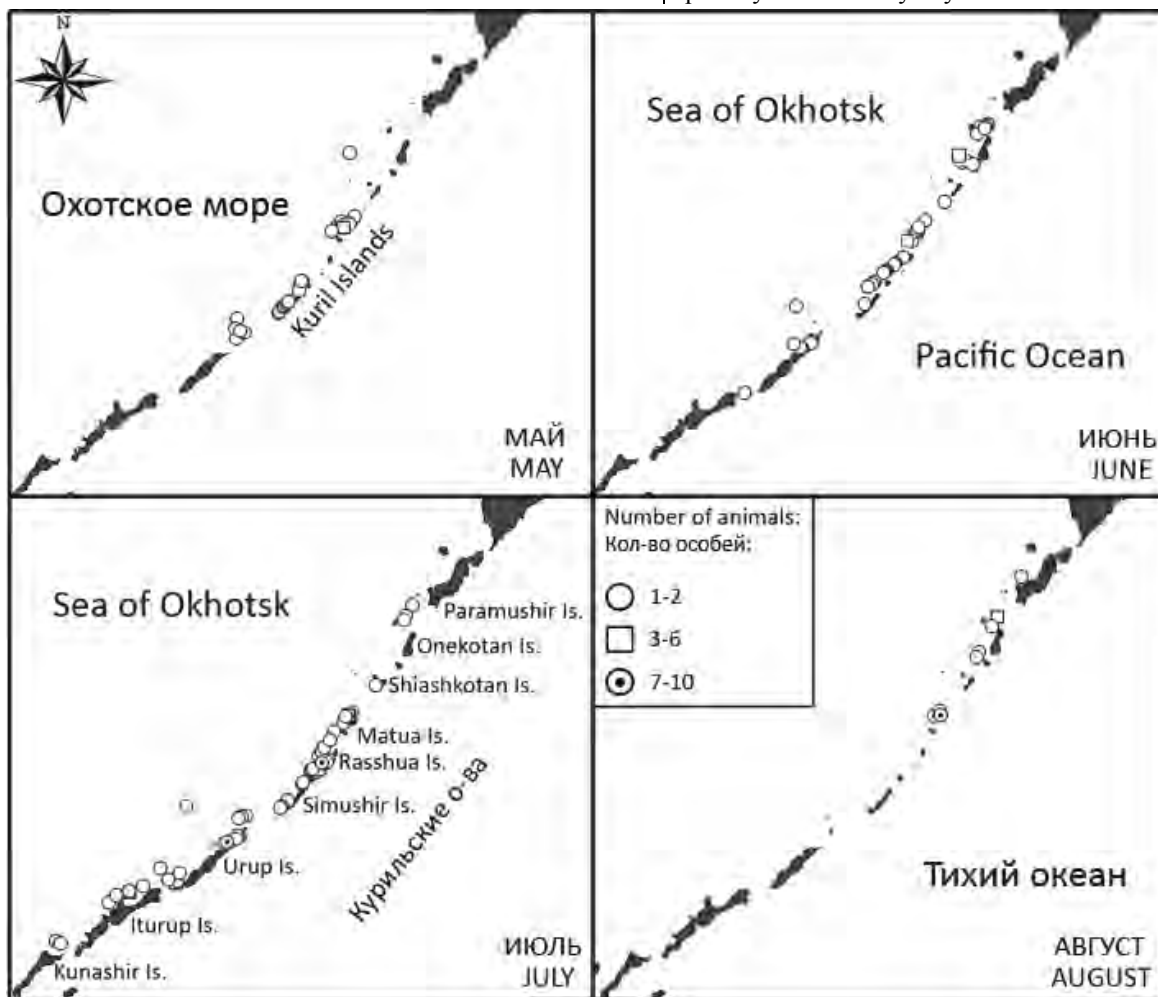 N
Охотское море
Kuril Islands
МАЙ
MAY
Sea of Okhotsk
Pacific Ocean
ИЮНЬ
JUNE
Sea of Okhotsk
Paramushir Is.
Onekotan Is.
Shiashkotan Is.
Matua Is.
Rasshua Is.
Simushir Is.
Urup Is.
Iturup Is.
Kunashir Is.
Курильские о-ва
ИЮЛЬ
JULY
Number of animals:
Кол-во особей:
1-2
3-6
7-10
Тихий океан
АВГУСТ
AUGUST